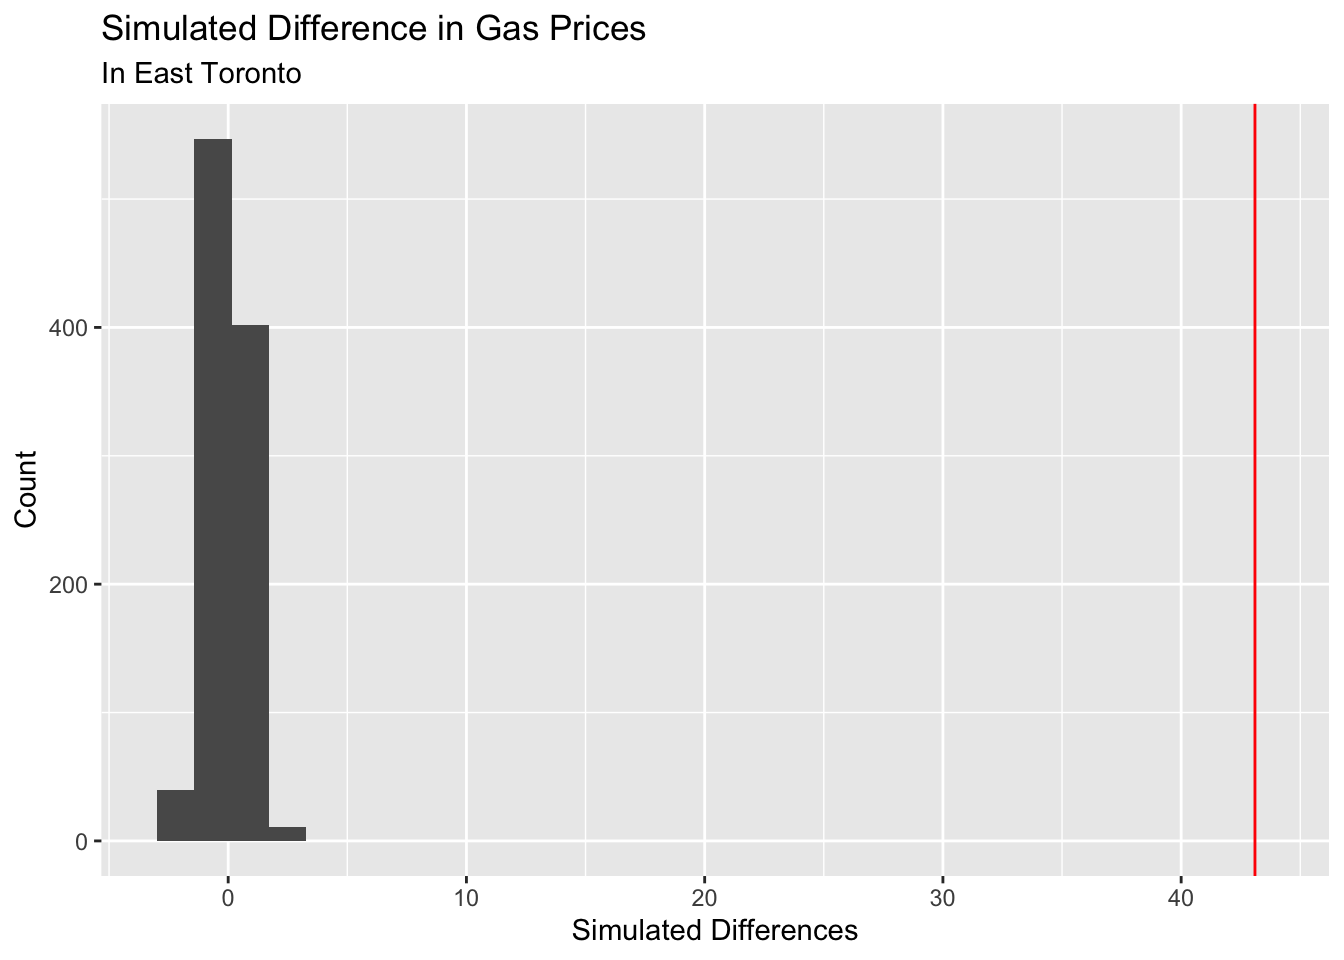 Simulated Difference in Gas Prices
In East Toronto
Count
400
200
0
0 10 20 30 40
Simulated Differences